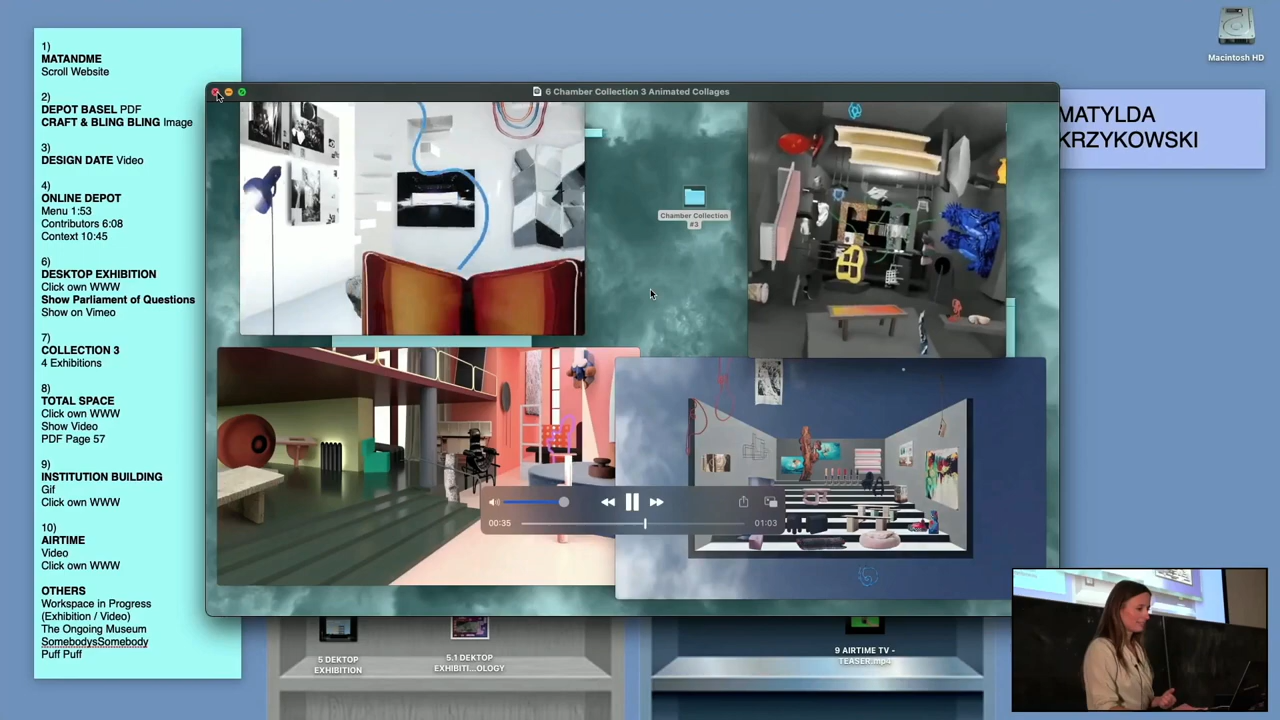 1)
MATANDME
Scroll Website
2)
DEPOT BASEL PDF
CRAFT & BLING BLING Image
3)
DESIGN DATE Video
4)
ONLINE DEPOT
Menu 1:53
Contributors 6:08
Context 10:45
6)
DESKTOP EXHIBITION
Click own WWW
Show Parliament of Questions
Show on Vimeo
7)
COLLECTION 3
4 Exhibitions
8)
TOTAL SPACE
Click own WWW
Show Video
PDF Page 57
9)
INSTITUTION BUILDING
Gif
Click own WWW
10)
AIRTIME
Video
Click own WWW
OTHERS
Workspace in Progress
(Exhibition / Video)
The Ongoing Museum
SomebodysSomebody
Puff Puff
6 Chamber Collection 3 Animated Collages
Chamber Collection
#3
00:35
01:03
Macintosh HD
MATYLDA
KRZYKOWSKI
5 DEKTOP
EXHIBITION
5.1 DEKTOP
EXHIBITI...OLOGY
9 AIRTIME TV -
TEASER.mp4